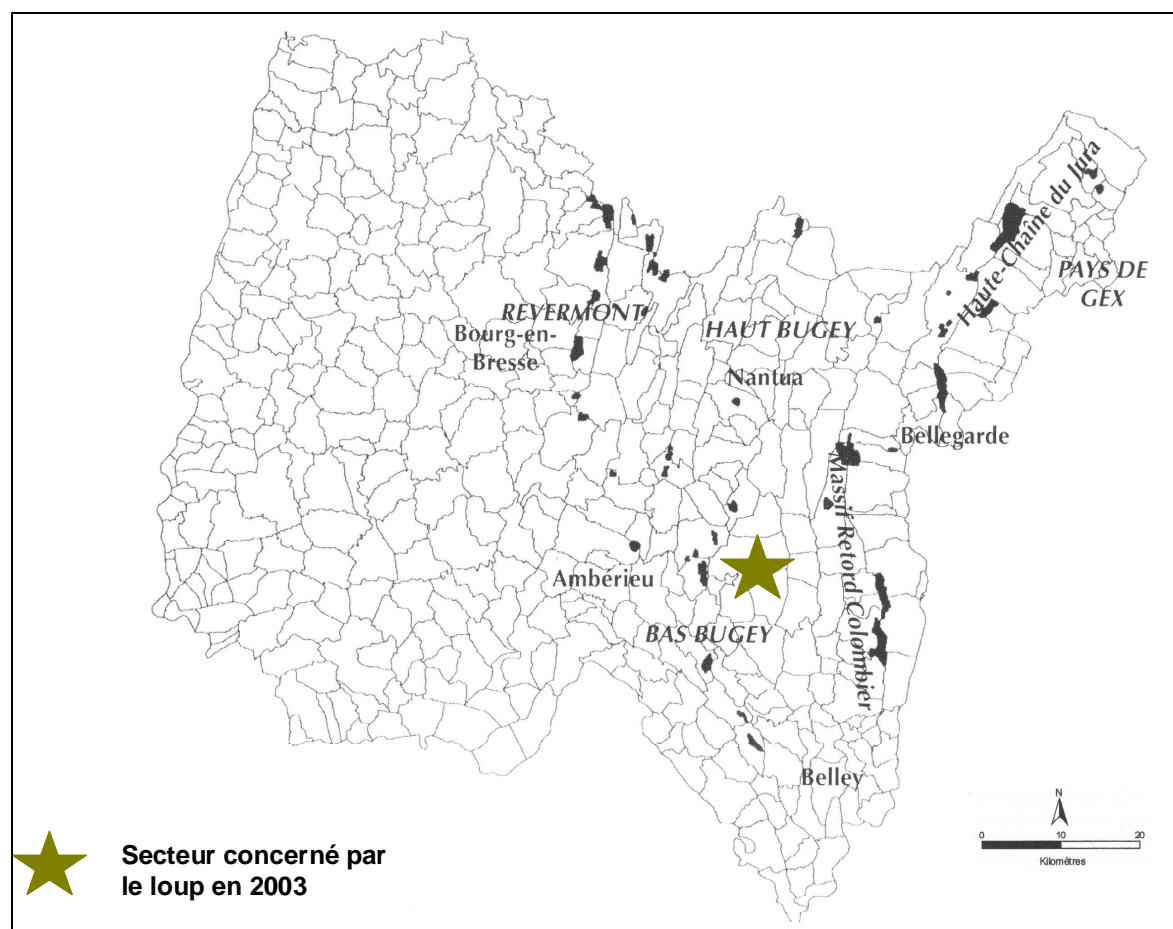 Haute-Chaîne du Jura
PAYS DE
GEX
REVERMONT
HAUT BUGEY
Bourg-en-
Bresse
Nantua
Bellegarde
Massif Retord Colombier
Ambérieu
BAS BUGEY
Belley
N
0 10 20
Kilomètres
Secteur concerné par
le loup en 2003